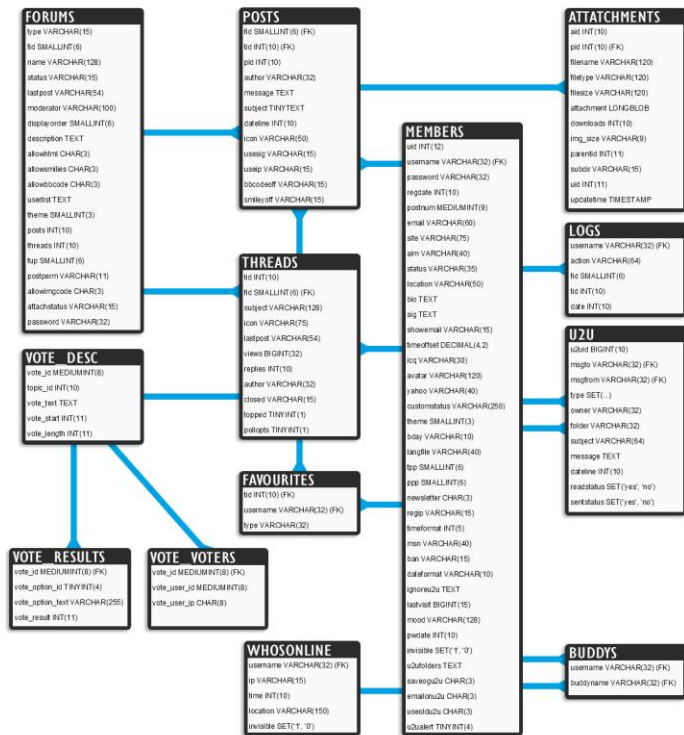 FORUMS
type VARCHAR(15)
fid SMALLINT(6)
name VARCHAR(128)
status VARCHAR(15)
lastpost VARCHAR(54)
moderator VARCHAR(100)
displayorder SMALLINT(6)
description TEXT
allowhtml CHAR(3)
allowsmilies CHAR(3)
allowbbcode CHAR(3)
userlist TEXT
theme SMALLINT(3)
posts INT(10)
threads INT(10)
fup SMALLINT(6)
postperm VARCHAR(11)
allowimgcode CHAR(3)
attachstatus VARCHAR(15)
password VARCHAR(32)
POSTS
fid SMALLINT(6) (FK)
tid INT(10) (FK)
pid INT(10)
author VARCHAR(32)
message TEXT
subject TINYTEXT
dateline INT(10)
icon VARCHAR(50)
usesig VARCHAR(15)
useip VARCHAR(15)
bbcodeoff VARCHAR(15)
smileyoff VARCHAR(15)
ATTATCHMENTS
aid INT(10)
pid INT(10) (FK)
filename VARCHAR(120)
filetype VARCHAR(120)
filesize VARCHAR(120)
attachment LONGBLOB
downloads INT(10)
img_size VARCHAR(9)
parentid INT(11)
subdir VARCHAR(15)
uid INT(11)
updatetime TIMESTAMP
MEMBERS
uid INT(12)
username VARCHAR(32) (FK)
password VARCHAR(32)
regdate INT(10)
postnum MEDIUMINT(9)
email VARCHAR(60)
site VARCHAR(75)
aim VARCHAR(40)
status VARCHAR(35)
location VARCHAR(50)
bio TEXT
sig TEXT
showemail VARCHAR(15)
timeoffset DECIMAL(4,2)
icq VARCHAR(30)
avatar VARCHAR(120)
yahoo VARCHAR(40)
customstatus VARCHAR(250)
theme SMALLINT(3)
bday VARCHAR(10)
langfile VARCHAR(40)
tpp SMALLINT(6)
ppp SMALLINT(6)
newsletter CHAR(3)
regip VARCHAR(15)
timeformat INT(5)
msn VARCHAR(40)
ban VARCHAR(15)
dateformat VARCHAR(10)
ignoreu2u TEXT
lastvisit BIGINT(15)
mood VARCHAR(128)
pwdate INT(10)
invisible SET('1', '0')
u2ufolders TEXT
saveogu2u CHAR(3)
emailonu2u CHAR(3)
useoldu2u CHAR(3)
u2ualert TINYINT(4)
THREADS
tid INT(10)
fid SMALLINT(6) (FK)
subject VARCHAR(128)
icon VARCHAR(75)
lastpost VARCHAR(54)
views BIGINT(32)
replies INT(10)
author VARCHAR(32)
closed VARCHAR(15)
topped TINYINT(1)
pollopts TINYINT(1)
LOGS
username VARCHAR(32) (FK)
action VARCHAR(64)
fid SMALLINT(6)
tid INT(10)
date INT(10)
U2U
u2uid BIGINT(10)
msgto VARCHAR(32) (FK)
msgfrom VARCHAR(32) (FK)
type SET(...)
owner VARCHAR(32)
folder VARCHAR(32)
subject VARCHAR(64)
message TEXT
dateline INT(10)
readstatus SET('yes', 'no')
sentstatus SET('yes', 'no')
VOTE_DESC
vote_id MEDIUMINT(8)
topic_id INT(10)
vote_text TEXT
vote_start INT(11)
vote_length INT(11)
FAVOURITES
tid INT(10) (FK)
username VARCHAR(32) (FK)
type VARCHAR(32)
VOTE_RESULTS
vote_id MEDIUMINT(8) (FK)
vote_option_id TINYINT(4)
vote_option_text VARCHAR(255)
vote_result INT(11)
VOTE_VOTERS
vote_id MEDIUMINT(8) (FK)
vote_user_id MEDIUMINT(8)
vote_user_ip CHAR(8)
WHOSONLINE
username VARCHAR(32) (FK)
ip VARCHAR(15)
time INT(10)
location VARCHAR(150)
invisible SET('1', '0')
BUDDYS
username VARCHAR(32) (FK)
buddyname VARCHAR(32) (FK)